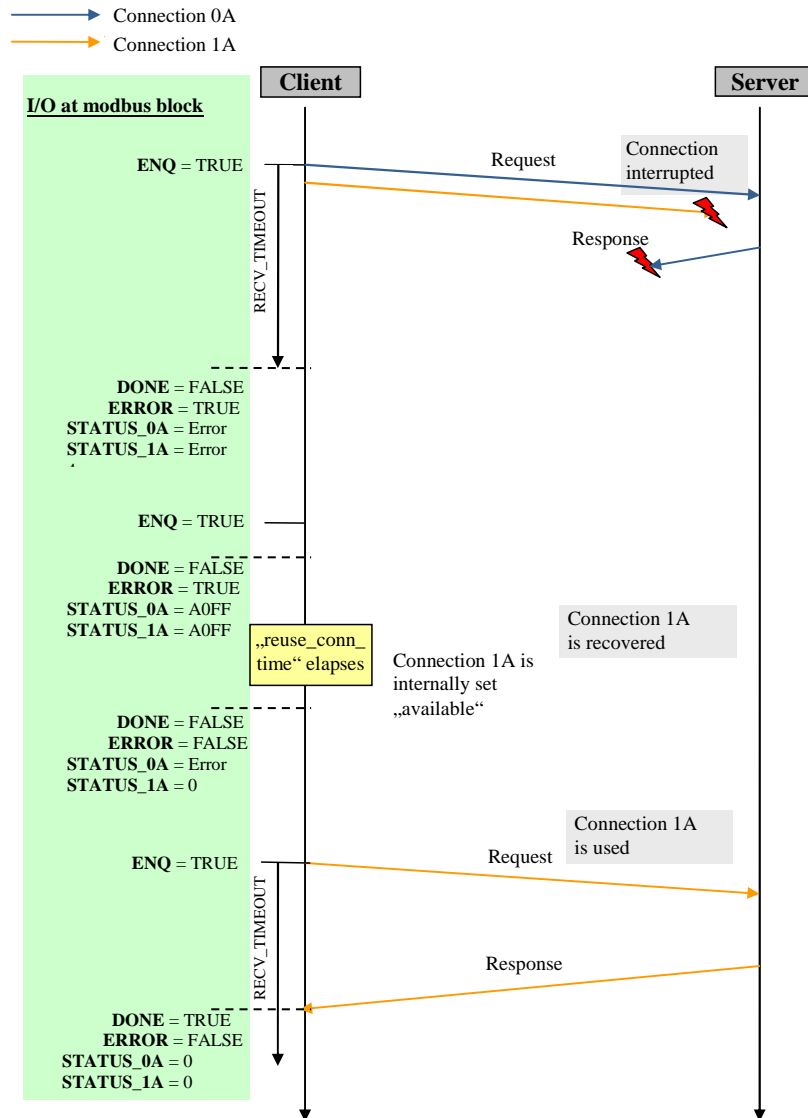 Connection 0A
Connection 1A
Client
Server
I/O at modbus block
ENQ = TRUE
Request
Connection
interrupted
RECV_TIMEOUT
Response
DONE = FALSE
ERROR = TRUE
STATUS_0A = Error
STATUS_1A = Error
ENQ = TRUE
DONE = FALSE
ERROR = TRUE
STATUS_0A = A0FF
STATUS_1A = A0FF
Connection 1A
is recovered
„reuse_conn_
time“ elapses
Connection 1A is
internally set
„available“
DONE = FALSE
ERROR = FALSE
STATUS_0A = Error
STATUS_1A = 0
Connection 1A
is used
ENQ = TRUE
Request
RECV_TIMEOUT
Response
DONE = TRUE
ERROR = FALSE
STATUS_0A = 0
STATUS_1A = 0